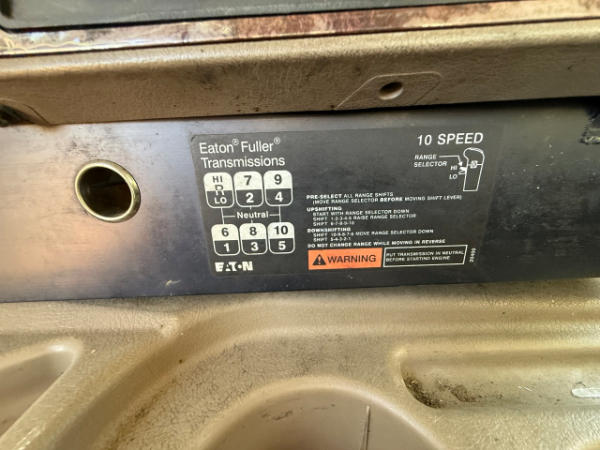 Eaton® Fuller®
Transmissions
10 SPEED
RANGE
SELECTOR
HI
LO
HI
R
LO
7
2
9
4
Neutral
6
1
8
3
10
5
EATON
PRE-SELECT ALL RANGE SHIFTS
(MOVE RANGE SELECTOR BEFORE MOVING SHIFT LEVER)
UPSHIFTING
START WITH RANGE SELECTOR DOWN
SHIFT 1-2-3-4-5 RAISE RANGE SELECTOR
SHIFT 6-7-8-9-10
DOWNSHIFTING
SHIFT 10-9-8-7-6 MOVE RANGE SELECTOR DOWN
SHIFT 5-4-3-2-1
DO NOT CHANGE RANGE WHILE MOVING IN REVERSE
WARNING
PUT TRANSMISSION IN NEUTRAL
BEFORE STARTING ENGINE